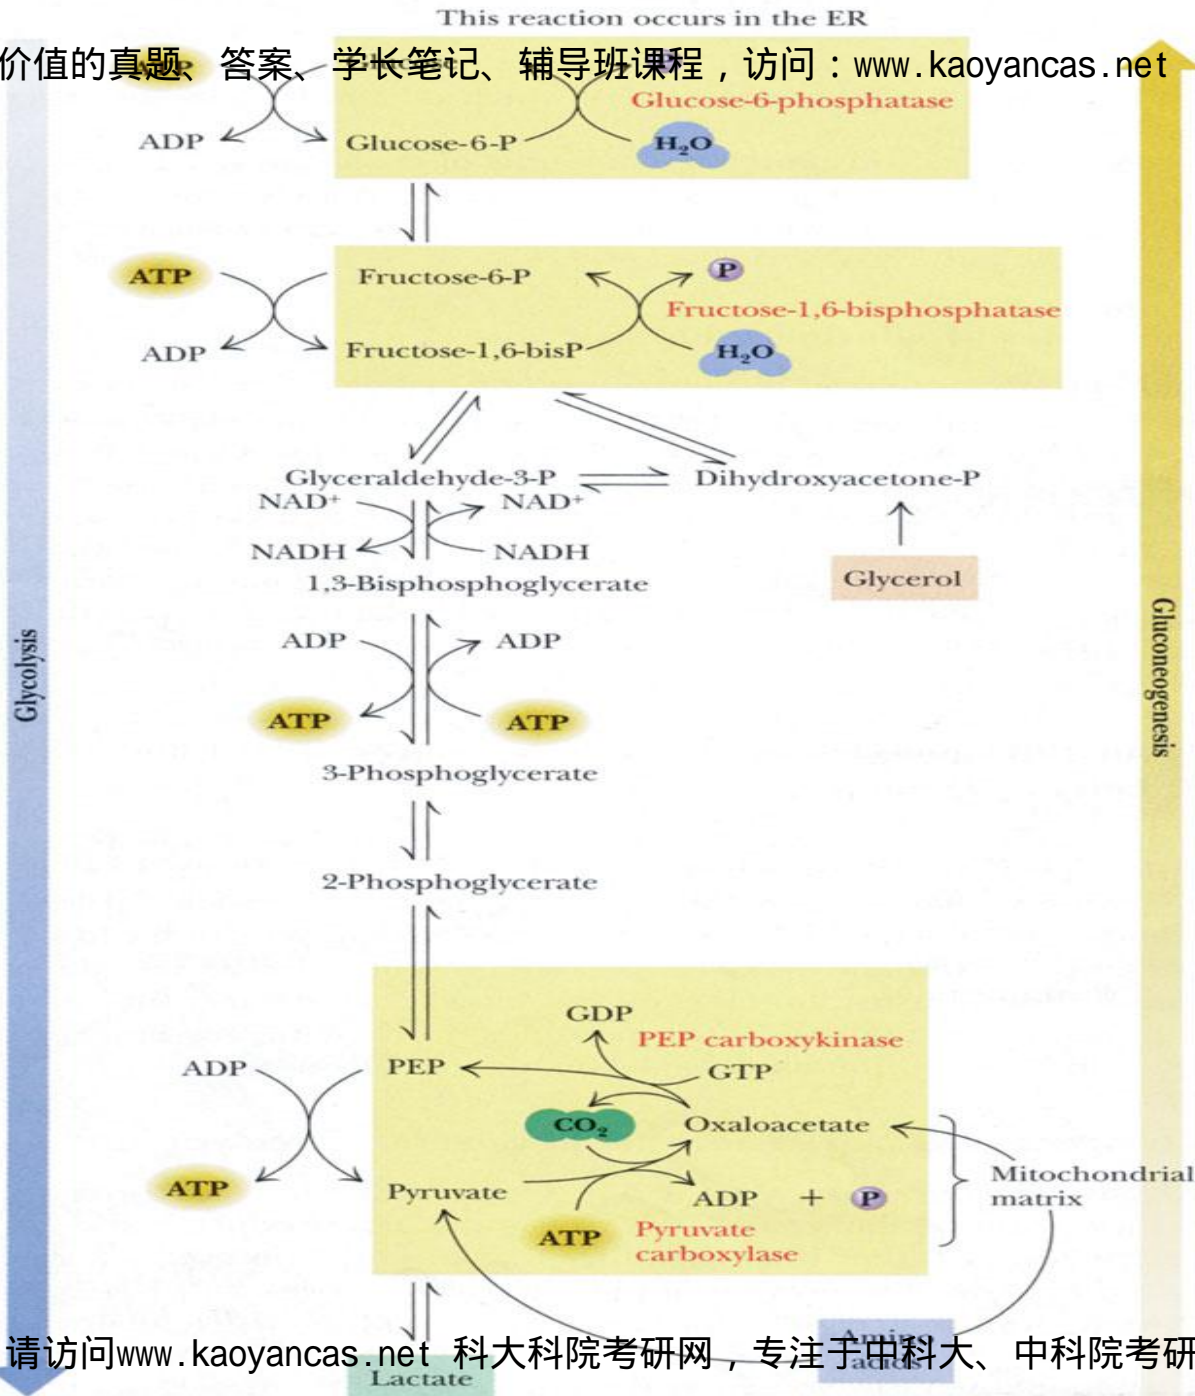 This reaction occurs in the ER
价值的真题、答案、学长笔记、辅导班课程，访问：www.kaoyancas.net
ATP
Glucose
P
Glucose-6-phosphatase
ADP
Glucose-6-P
H₂O
ATP
Fructose-6-P
P
Fructose-1,6-bisphosphatase
ADP
Fructose-1,6-bisP
H₂O
Glyceraldehyde-3-P
Dihydroxyacetone-P
NAD⁺
NAD⁺
NADH
NADH
Glycerol
1,3-Bisphosphoglycerate
Glycolysis
Gluconeogenesis
ADP
ADP
ATP
ATP
3-Phosphoglycerate
2-Phosphoglycerate
GDP
PEP carboxykinase
ADP
PEP
GTP
CO₂
Oxaloacetate
Mitochondrial
matrix
ATP
Pyruvate
ADP + P
ATP
Pyruvate
carboxylase
Amino
acids
请访问www.kaoyancas.net 科大科院考研网，专注于中科大、中科院考研
Lactate